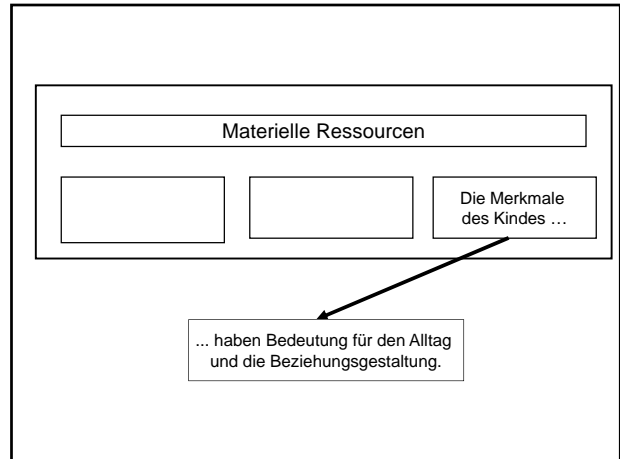 Materielle Ressourcen
Die Merkmale
des Kindes …
... haben Bedeutung für den Alltag
und die Beziehungsgestaltung.